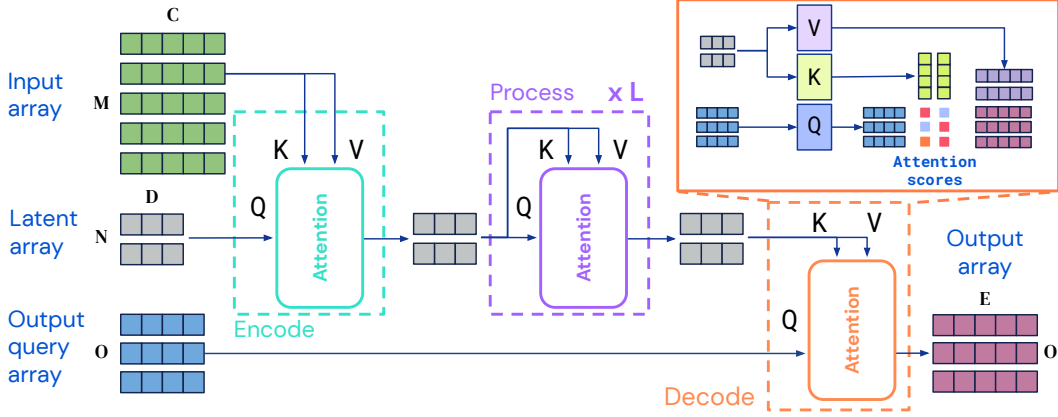 C
Input
array
M
Process x L
K V
Q
Attention
Encode
K V
Q
Attention
D
Latent
array
N
Output
query
array
O
V
K
Q
Attention
scores
K V
Q
Attention
Decode
Output
array
E
O